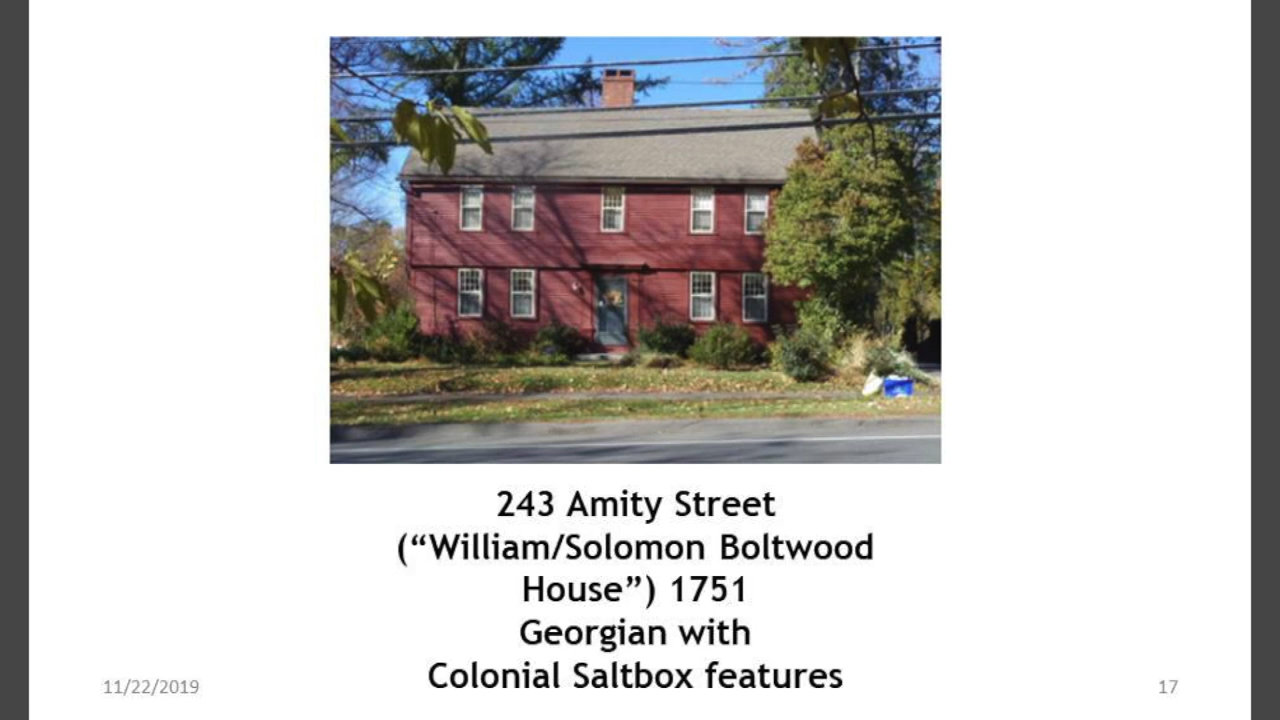 243 Amity Street
(“William/Solomon Boltwood
House”) 1751
Georgian with
Colonial Saltbox features
11/22/2019
17